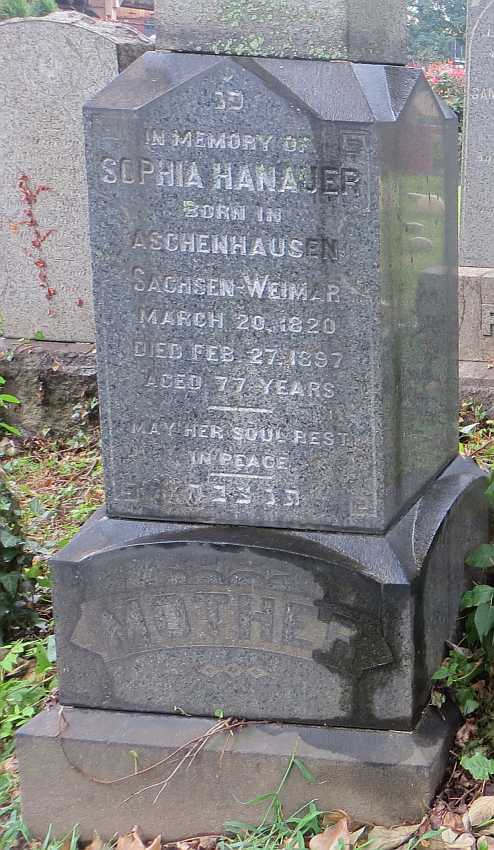 פנ
IN MEMORY OF
SOPHIA HANAUER
BORN IN
ASCHENHAUSEN
SACHSEN-WEIMAR
MARCH 20, 1820
DIED FEB. 27, 1897
AGED 77 YEARS
MAY HER SOUL REST
IN PEACE
ת נ צ ב ה
MOTHER